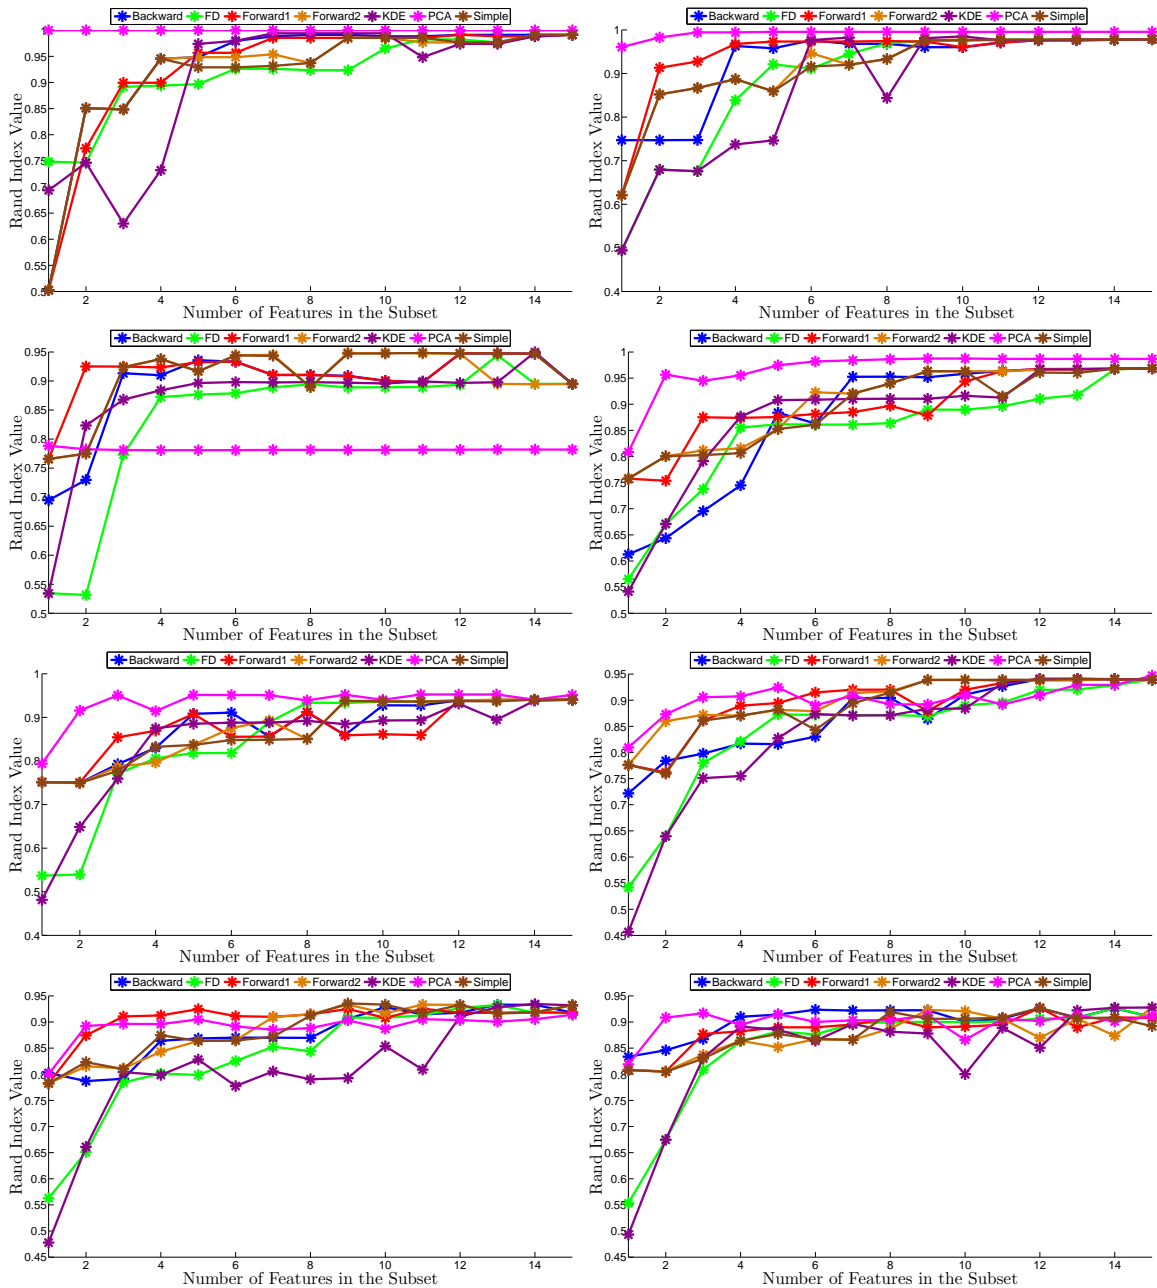 Backward FD Forward1 Forward2 KDE PCA Simple
Rand Index Value
1
0.95
0.9
0.85
0.8
0.75
0.7
0.65
0.6
0.55
0.5
2 4 6 8 10 12 14
Number of Features in the Subset
Backward FD Forward1 Forward2 KDE PCA Simple
Rand Index Value
1
0.9
0.8
0.7
0.6
0.5
0.4
2 4 6 8 10 12 14
Number of Features in the Subset
Backward FD Forward1 Forward2 KDE PCA Simple
Rand Index Value
0.95
0.9
0.85
0.8
0.75
0.7
0.65
0.6
0.55
0.5
2 4 6 8 10 12 14
Number of Features in the Subset
Backward FD Forward1 Forward2 KDE PCA Simple
Rand Index Value
1
0.95
0.9
0.85
0.8
0.75
0.7
0.65
0.6
0.55
0.5
2 4 6 8 10 12 14
Number of Features in the Subset
Backward FD Forward1 Forward2 KDE PCA Simple
Rand Index Value
1
0.9
0.8
0.7
0.6
0.5
0.4
2 4 6 8 10 12 14
Number of Features in the Subset
Backward FD Forward1 Forward2 KDE PCA Simple
Rand Index Value
0.95
0.9
0.85
0.8
0.75
0.7
0.65
0.6
0.55
0.5
0.45
2 4 6 8 10 12 14
Number of Features in the Subset
Backward FD Forward1 Forward2 KDE PCA Simple
Rand Index Value
0.95
0.9
0.85
0.8
0.75
0.7
0.65
0.6
0.55
0.5
0.45
2 4 6 8 10 12 14
Number of Features in the Subset
Backward FD Forward1 Forward2 KDE PCA Simple
Rand Index Value
0.95
0.9
0.85
0.8
0.75
0.7
0.65
0.6
0.55
0.5
0.45
2 4 6 8 10 12 14
Number of Features in the Subset